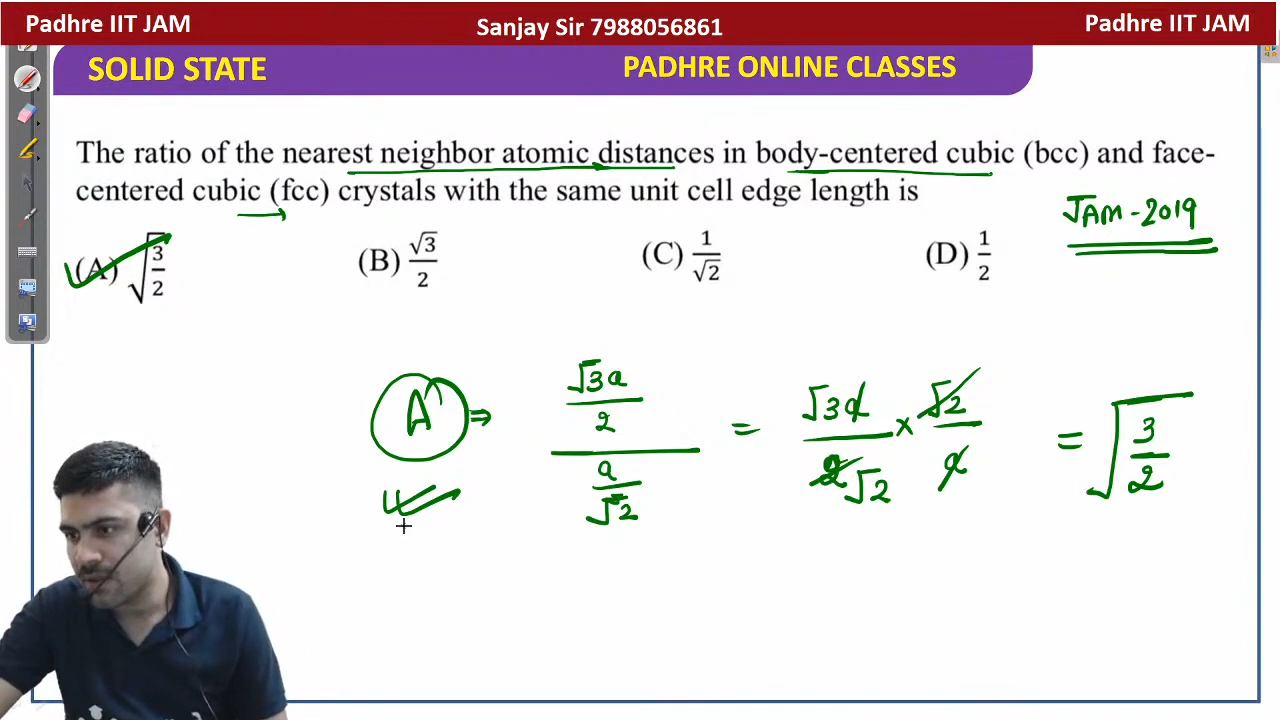 Padhre IIT JAM
Sanjay Sir 7988056861
Padhre IIT JAM
SOLID STATE
PADHRE ONLINE CLASSES
The ratio of the nearest neighbor atomic distances in body-centered cubic (bcc) and face-
centered cubic (fcc) crystals with the same unit cell edge length is
JAM-2019
(A) √(3/2) (B) √3/2 (C) 1/√2 (D) 1/2
A ⇒ (√3a/2)/(a/√2) = √3a/2√2 × √2/a = √(3/2)